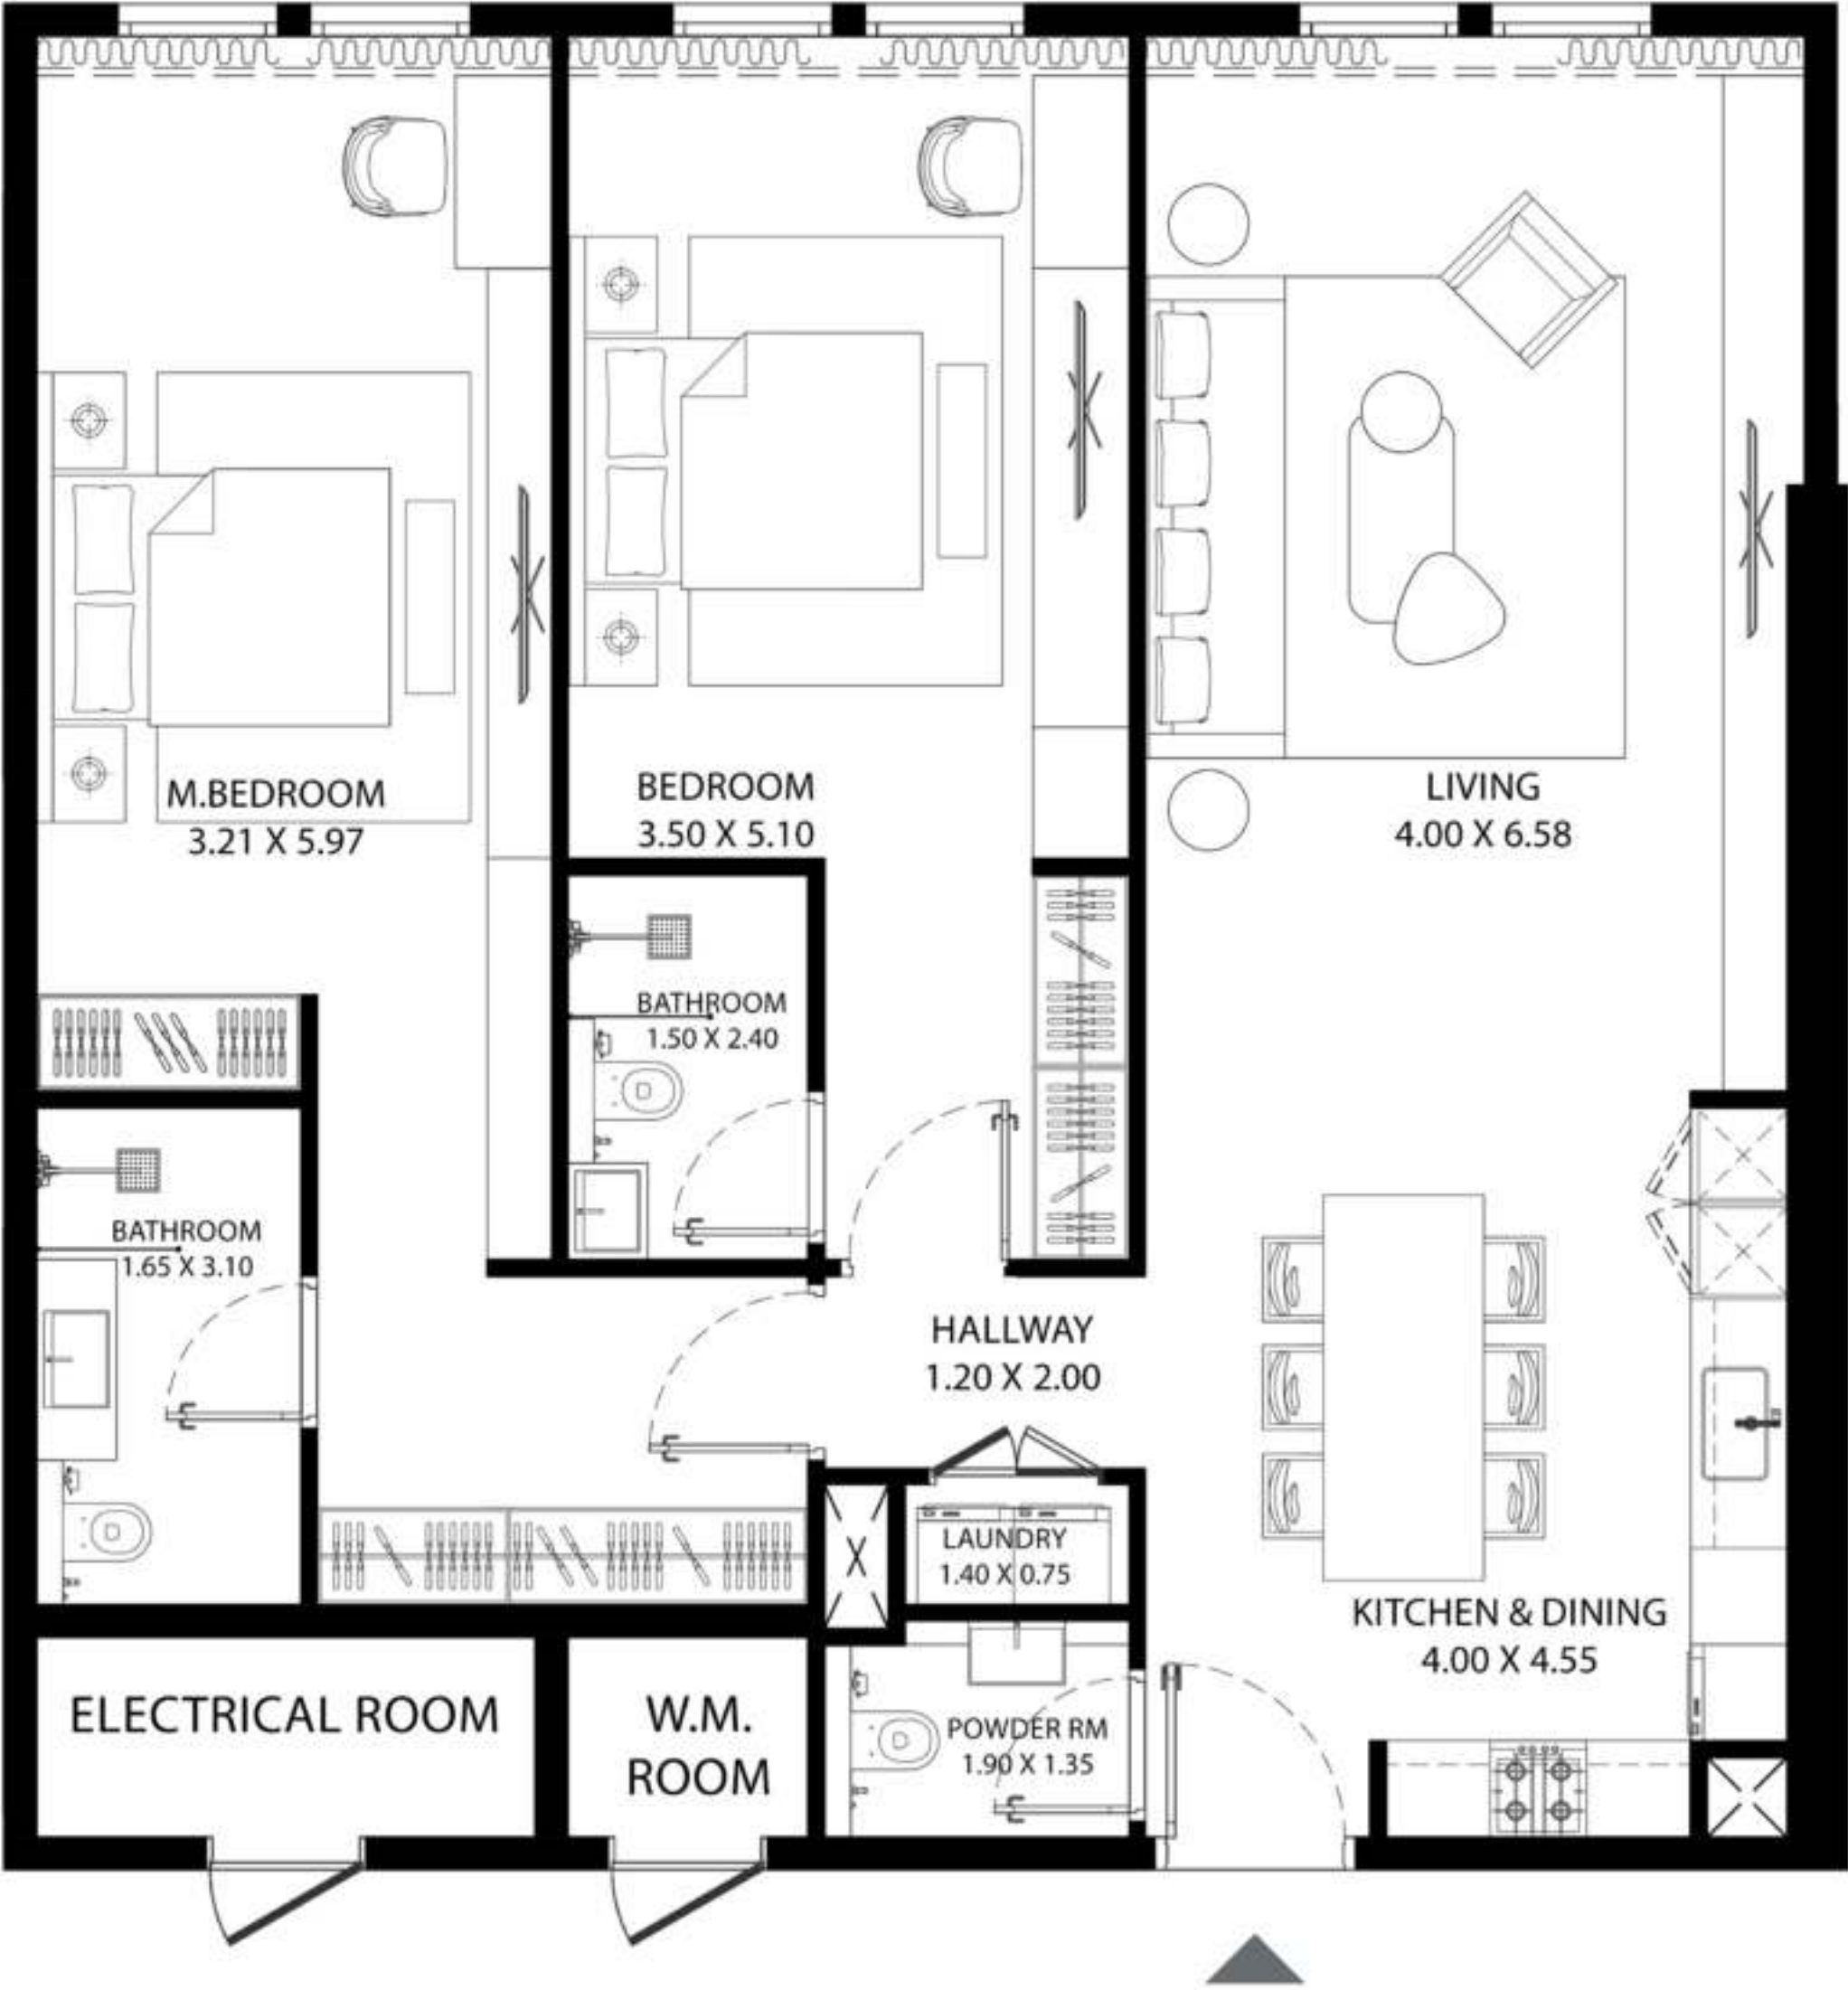 M.BEDROOM
3.21 X 5.97
BEDROOM
3.50 X 5.10
LIVING
4.00 X 6.58
BATHROOM
1.50 X 2.40
BATHROOM
1.65 X 3.10
HALLWAY
1.20 X 2.00
LAUNDRY
1.40 X 0.75
KITCHEN & DINING
4.00 X 4.55
ELECTRICAL ROOM
W.M.
ROOM
POWDER RM
1.90 X 1.35